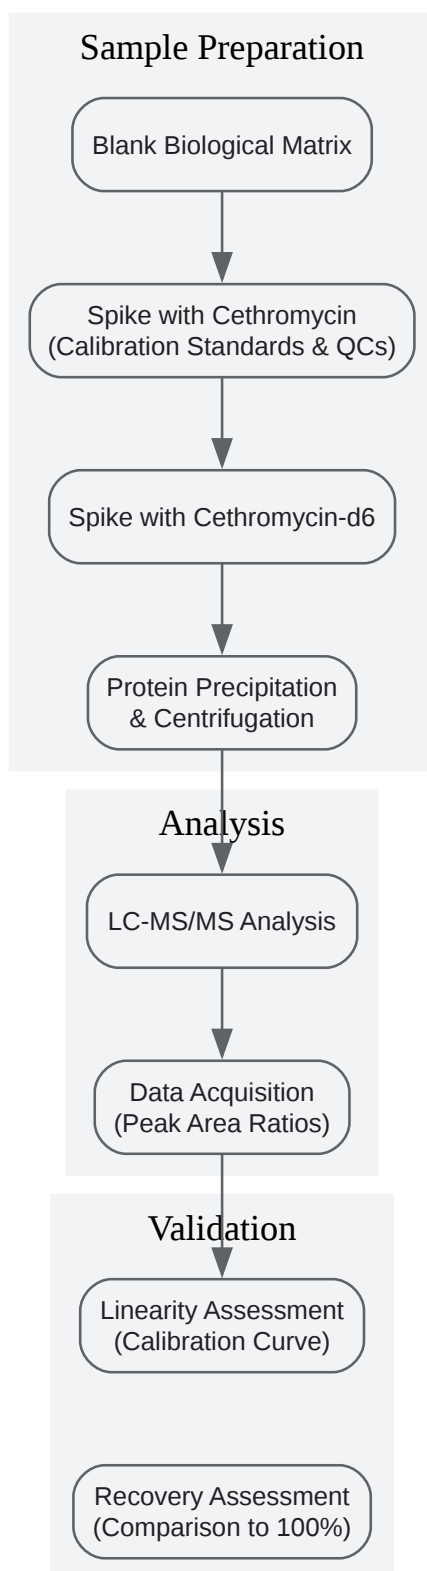 Sample Preparation
Blank Biological Matrix
Spike with Cethromycin
(Calibration Standards & QCs)
Spike with Cethromycin-d6
Protein Precipitation
& Centrifugation
Analysis
LC-MS/MS Analysis
Data Acquisition
(Peak Area Ratios)
Validation
Linearity Assessment
(Calibration Curve)
Recovery Assessment
(Comparison to 100%)